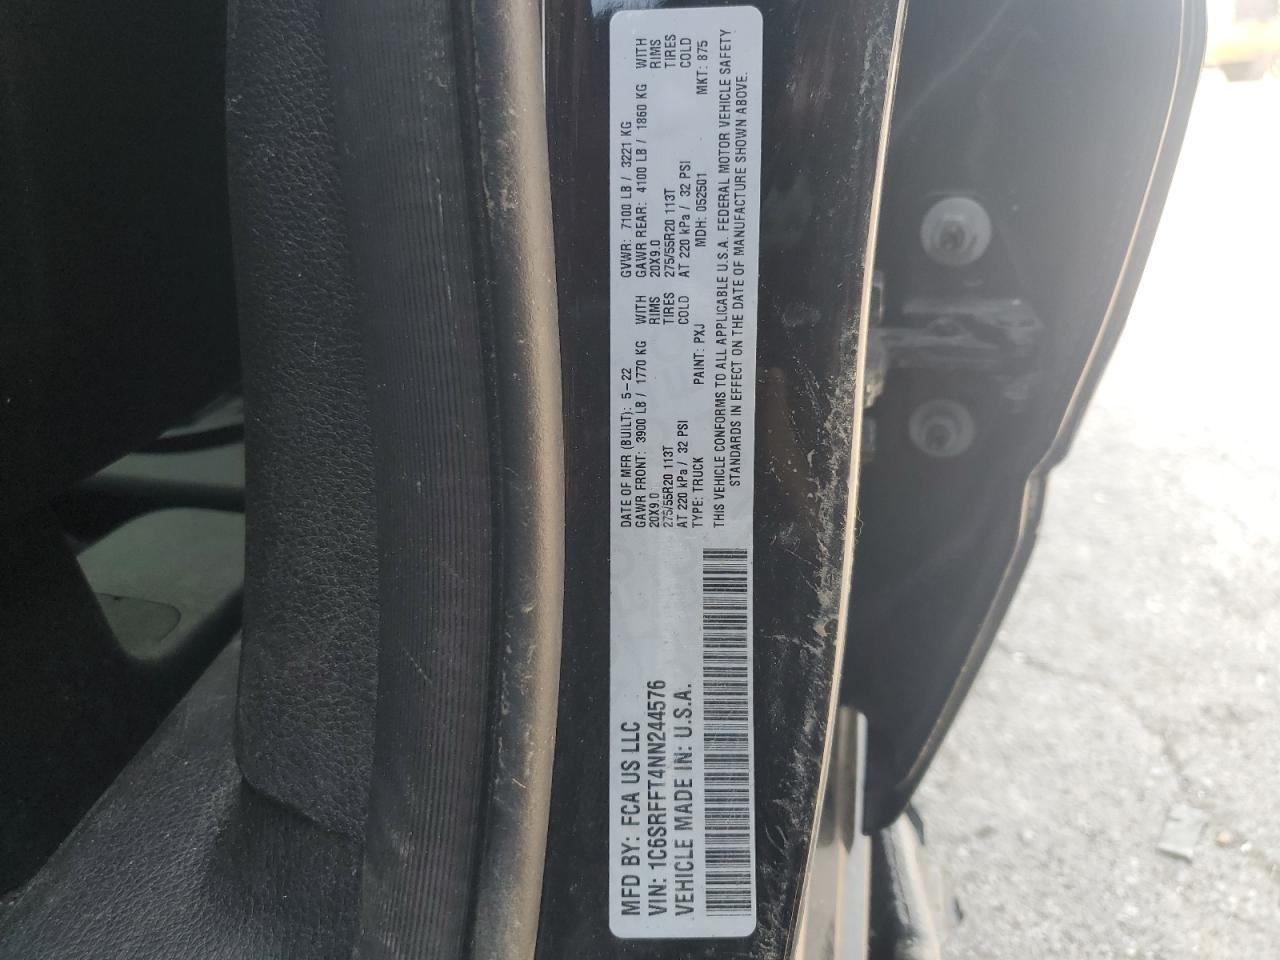 MFD BY: FCA US LLC
VIN: 1C6SRFFT4NN244576
VEHICLE MADE IN: U.S.A.
DATE OF MFR (BUILT): 5-22 GVWR: 7100 LB / 3221 KG
GAWR FRONT: 3900 LB / 1770 KG WITH GAWR REAR: 4100 LB / 1860 KG WITH
20X9.0 RIMS 20X9.0 RIMS
275/55R20 113T TIRES 275/55R20 113T TIRES
AT 220 kPa / 32 PSI COLD AT 220 kPa / 32 PSI COLD
TYPE: TRUCK PAINT: PXJ MDH: 052501 MKT: 875
THIS VEHICLE CONFORMS TO ALL APPLICABLE U.S.A. FEDERAL MOTOR VEHICLE SAFETY
STANDARDS IN EFFECT ON THE DATE OF MANUFACTURE SHOWN ABOVE.